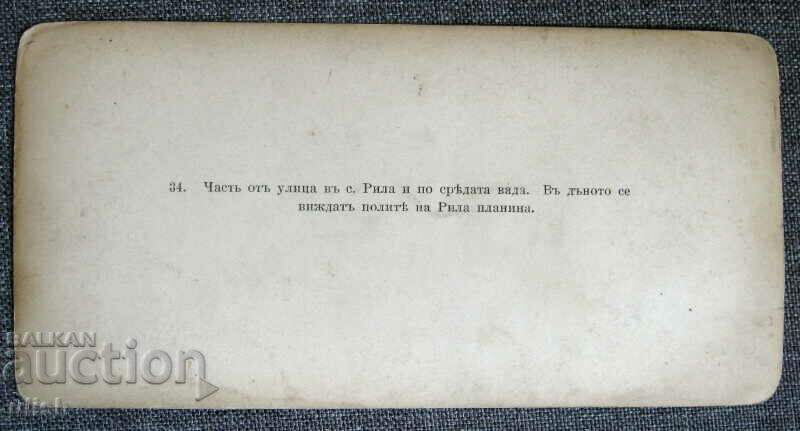 34. Часть отъ улица въ с. Рила и по срѣдата вада. Въ дъното се
виждатъ политѣ на Рила планина.
BALKAN
auction